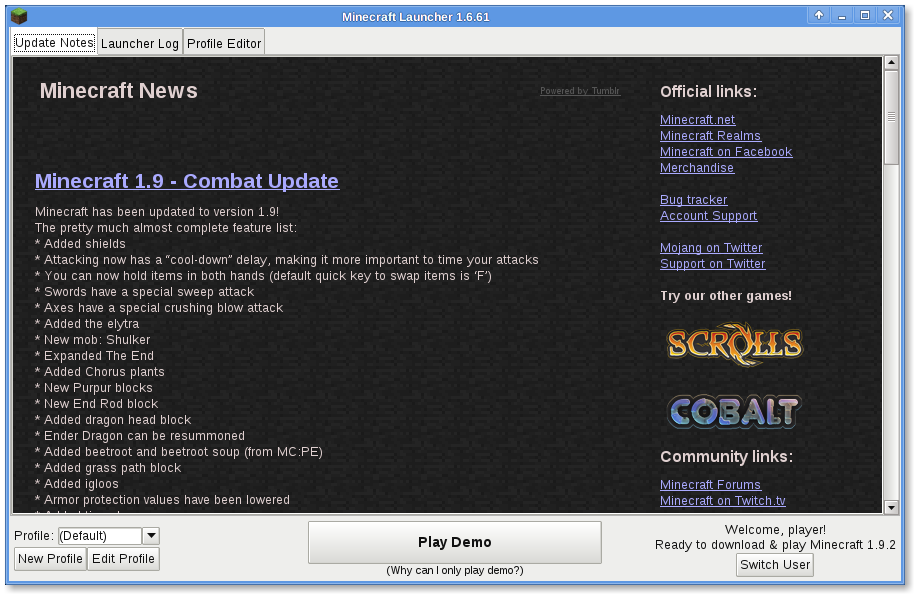 Minecraft Launcher 1.6.61
Update Notes Launcher Log Profile Editor
Minecraft News
Powered by Tumblr
Minecraft 1.9 - Combat Update
Minecraft has been updated to version 1.9!
The pretty much almost complete feature list:
* Added shields
* Attacking now has a “cool-down” delay, making it more important to time your attacks
* You can now hold items in both hands (default quick key to swap items is ‘F’)
* Swords have a special sweep attack
* Axes have a special crushing blow attack
* Added the elytra
* New mob: Shulker
* Expanded The End
* Added Chorus plants
* New Purpur blocks
* New End Rod block
* Added dragon head block
* Ender Dragon can be resummoned
* Added beetroot and beetroot soup (from MC:PE)
* Added grass path block
* Added igloos
* Armor protection values have been lowered
Official links:
Minecraft.net
Minecraft Realms
Minecraft on Facebook
Merchandise
Bug tracker
Account Support
Mojang on Twitter
Support on Twitter
Try our other games!
SCROLLS
COBALT
Community links:
Minecraft Forums
Minecraft on Twitch.tv
Profile: (Default)
New Profile Edit Profile
Play Demo
(Why can I only play demo?)
Welcome, player!
Ready to download & play Minecraft 1.9.2
Switch User